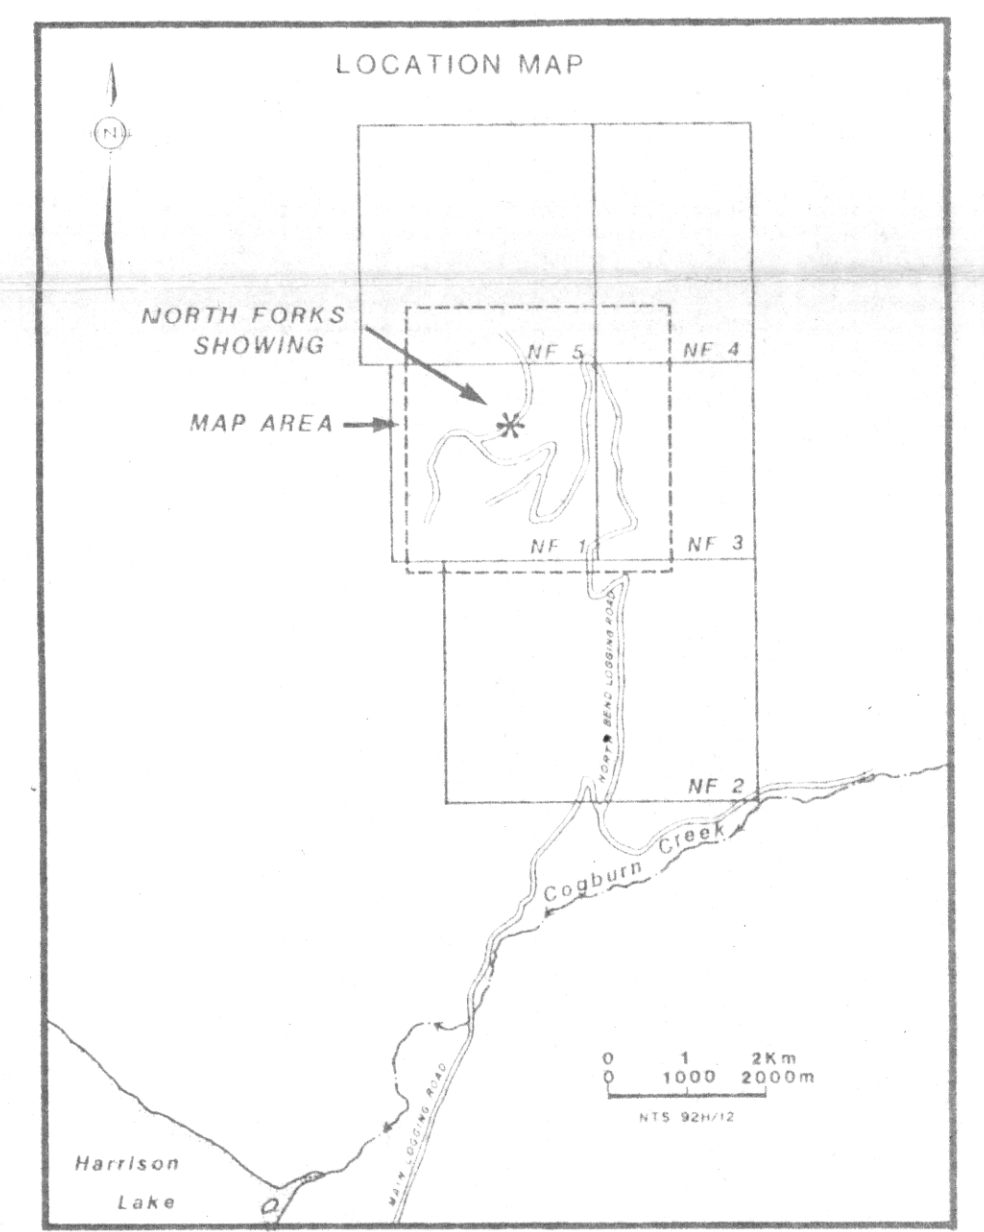 LOCATION MAP
N
NORTH FORKS
SHOWING
NF 5
NF 4
MAP AREA
NF 1
NF 3
NORTH BEND LOGGING ROAD
NF 2
Cogburn Creek
0 1 2Km
0 1000 2000m
NTS 92H/12
MAIN LOGGING ROAD
Harrison
Lake